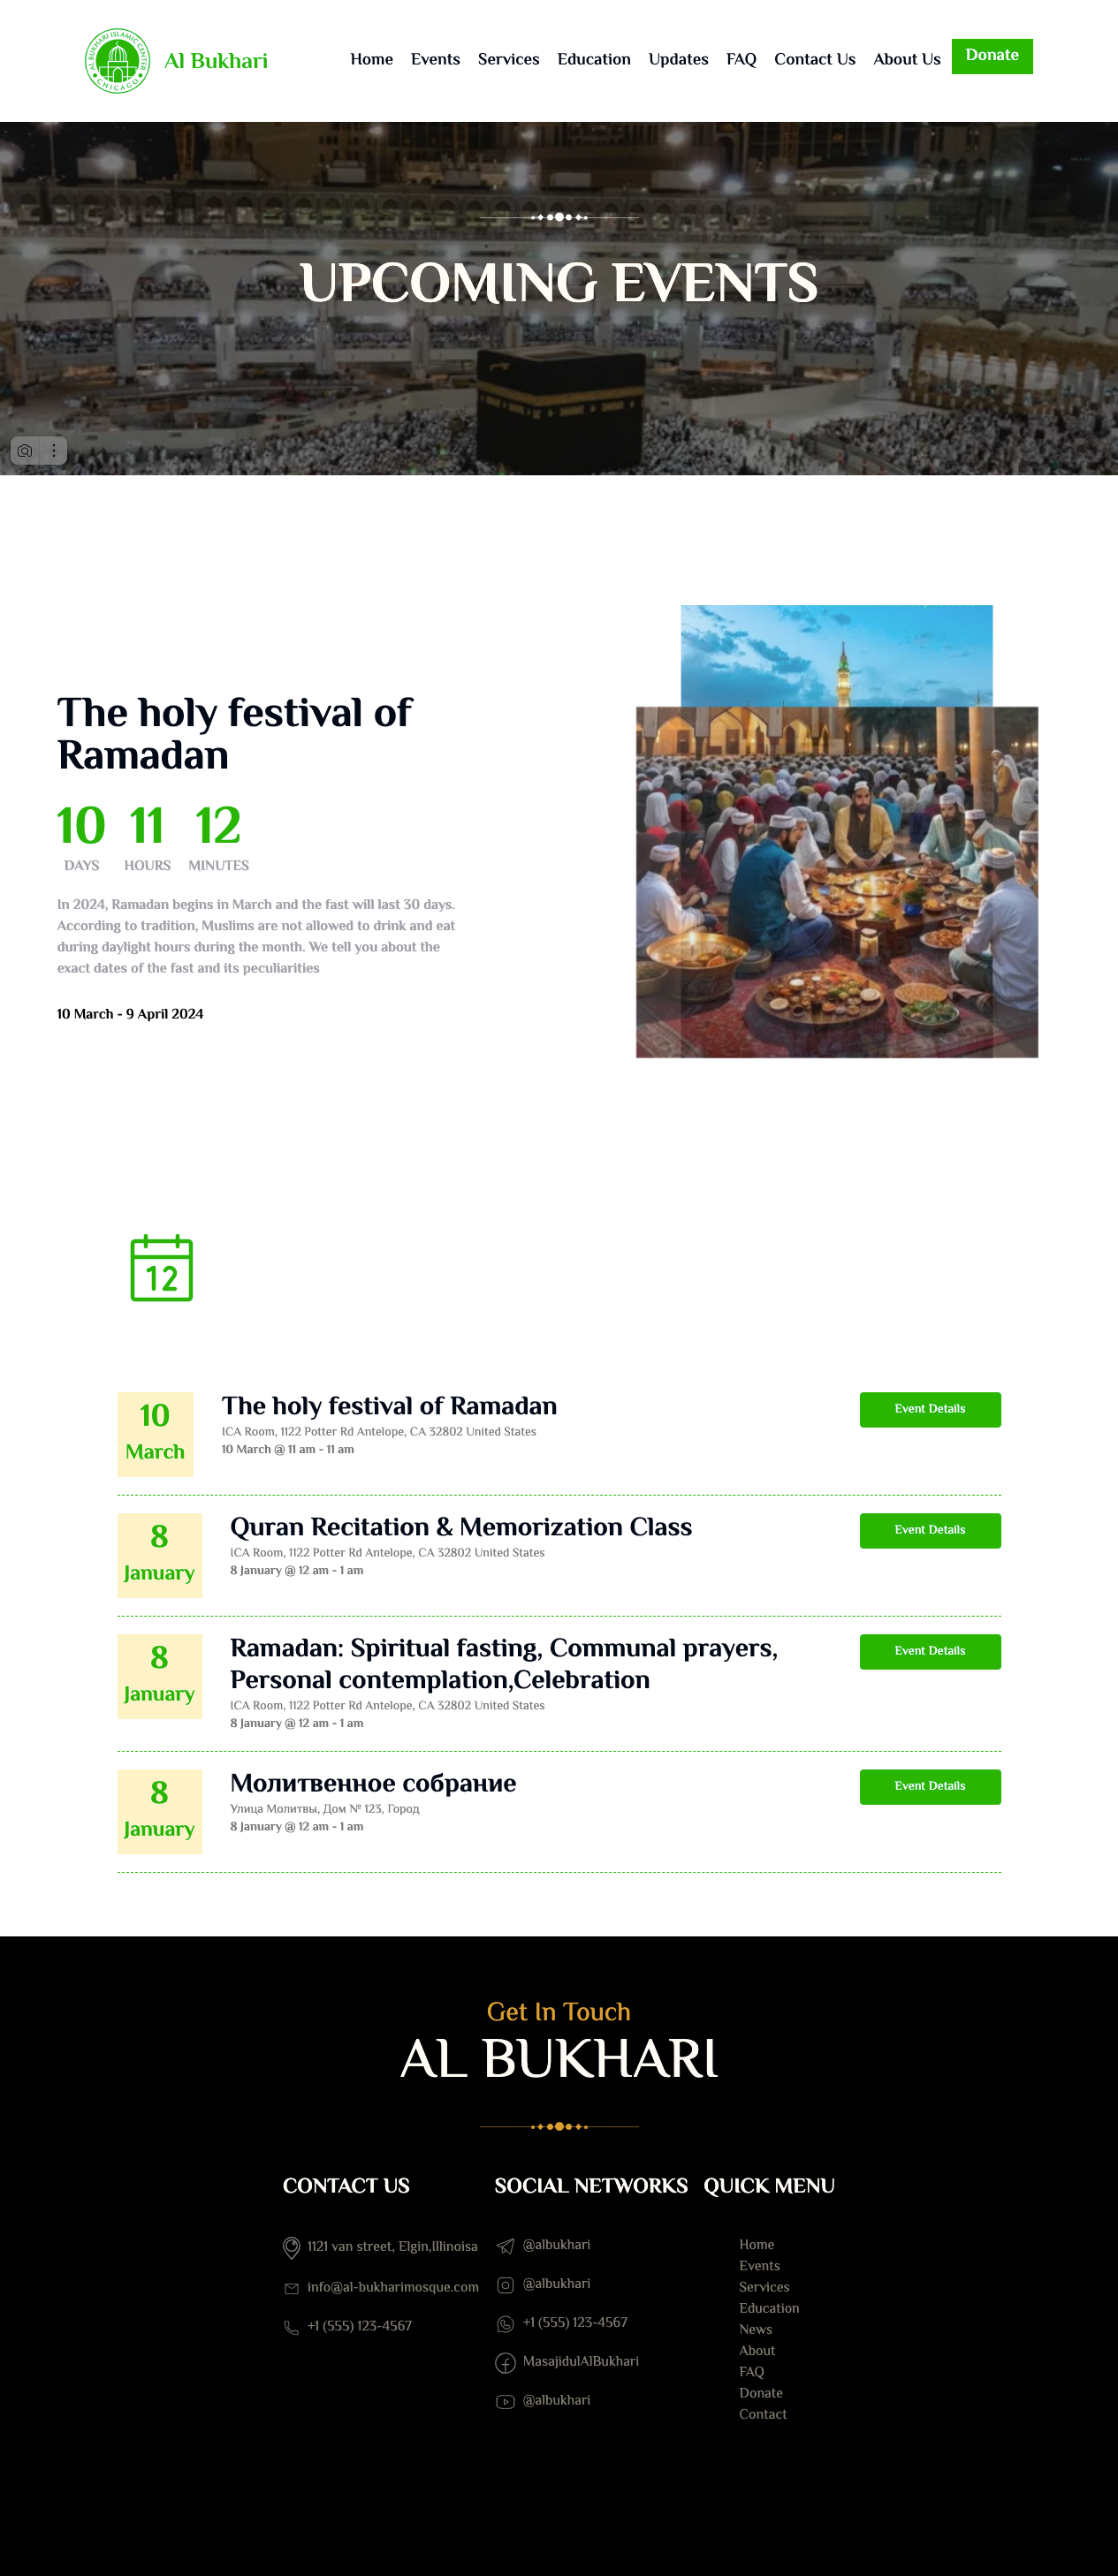 ALBUKHARI ISLAMIC CENTER
CHICAGO
Al Bukhari
Home Events Services Education Updates FAQ Contact Us About Us Donate
UPCOMING EVENTS
The holy festival of
Ramadan
10 11 12
DAYS HOURS MINUTES
In 2024, Ramadan begins in March and the fast will last 30 days.
According to tradition, Muslims are not allowed to drink and eat
during daylight hours during the month. We tell you about the
exact dates of the fast and its peculiarities
10 March - 9 April 2024
12
10
March
The holy festival of Ramadan
ICA Room, 1122 Potter Rd Antelope, CA 32802 United States
10 March @ 11 am - 11 am
Event Details
8
January
Quran Recitation & Memorization Class
ICA Room, 1122 Potter Rd Antelope, CA 32802 United States
8 January @ 12 am - 1 am
Event Details
8
January
Ramadan: Spiritual fasting, Communal prayers,
Personal contemplation,Celebration
ICA Room, 1122 Potter Rd Antelope, CA 32802 United States
8 January @ 12 am - 1 am
Event Details
8
January
Молитвенное собрание
Улица Молитвы, Дом № 123, Город
8 January @ 12 am - 1 am
Event Details
Get In Touch
AL BUKHARI
CONTACT US
1121 van street, Elgin,Illinoisa
info@al-bukharimosque.com
+1 (555) 123-4567
SOCIAL NETWORKS
@albukhari
@albukhari
+1 (555) 123-4567
MasajidulAlBukhari
@albukhari
QUICK MENU
Home
Events
Services
Education
News
About
FAQ
Donate
Contact